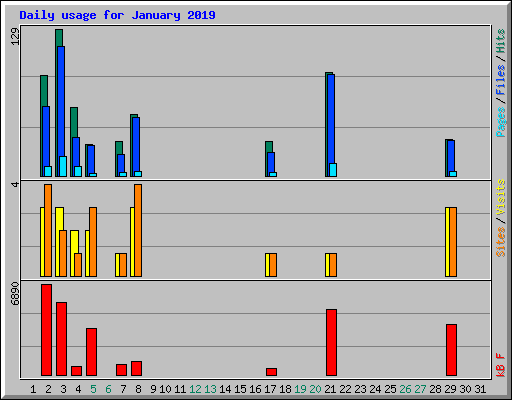 Daily usage for January 2019
129
Pages/Files/Hits
4
Sites/Visits
6890
kB F
1 2 3 4 5 6 7 8 9 10 11 12 13 14 15 16 17 18 19 20 21 22 23 24 25 26 27 28 29 30 31